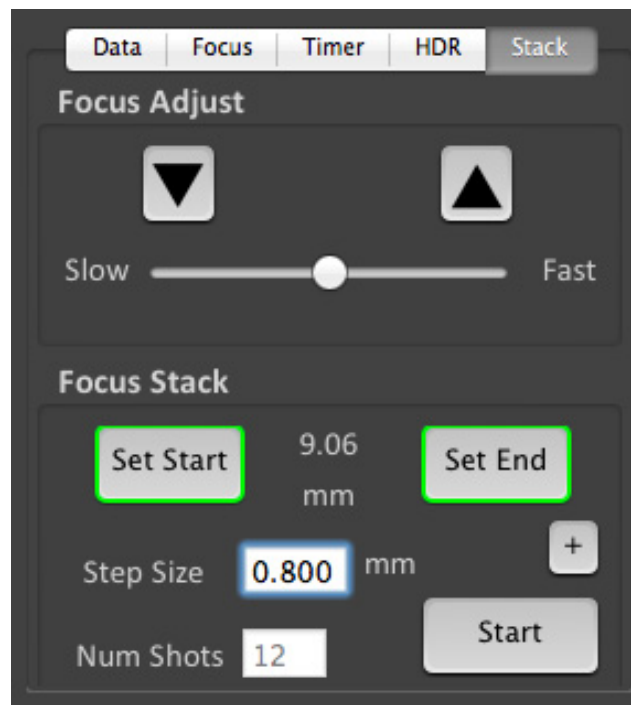 Data Focus Timer HDR Stack
Focus Adjust
Slow Fast
Focus Stack
Set Start 9.06 mm Set End
Step Size 0.800 mm +
Num Shots 12 Start